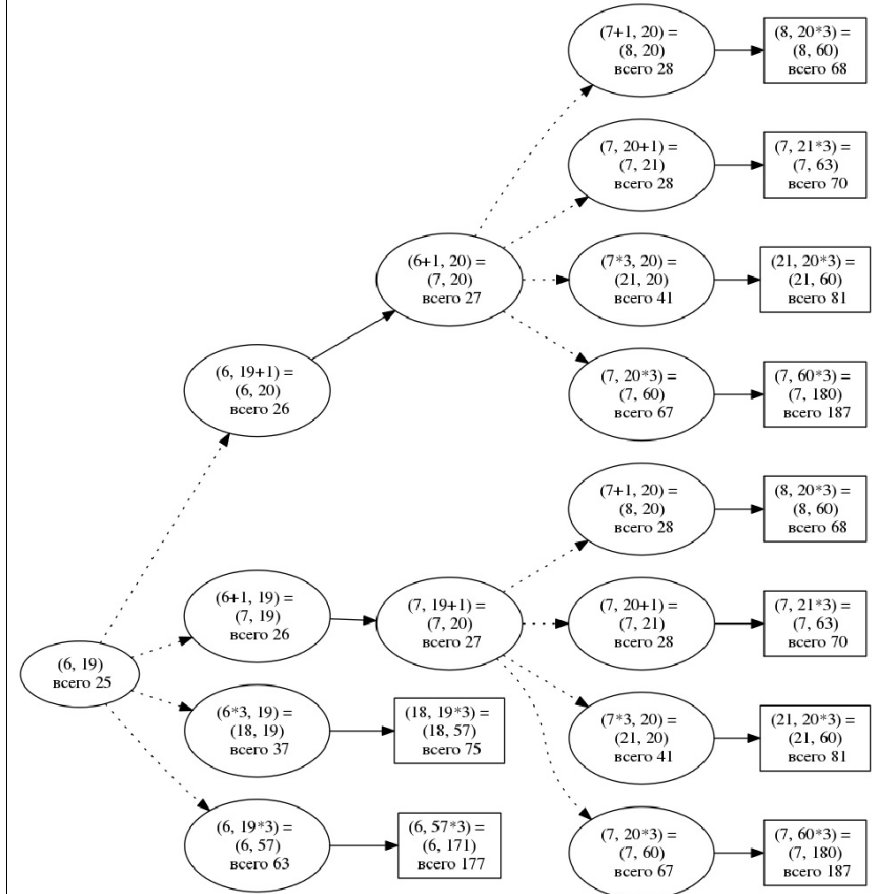 (7+1, 20) =
(8, 20)
всего 28
(8, 20*3) =
(8, 60)
всего 68
(7, 20+1) =
(7, 21)
всего 28
(7, 21*3) =
(7, 63)
всего 70
(6+1, 20) =
(7, 20)
всего 27
(7*3, 20) =
(21, 20)
всего 41
(21, 20*3) =
(21, 60)
всего 81
(6, 19+1) =
(6, 20)
всего 26
(7, 20*3) =
(7, 60)
всего 67
(7, 60*3) =
(7, 180)
всего 187
(7+1, 20) =
(8, 20)
всего 28
(8, 20*3) =
(8, 60)
всего 68
(6+1, 19) =
(7, 19)
всего 26
(7, 19+1) =
(7, 20)
всего 27
(7, 20+1) =
(7, 21)
всего 28
(7, 21*3) =
(7, 63)
всего 70
(6, 19)
всего 25
(6*3, 19) =
(18, 19)
всего 37
(18, 19*3) =
(18, 57)
всего 75
(7*3, 20) =
(21, 20)
всего 41
(21, 20*3) =
(21, 60)
всего 81
(6, 19*3) =
(6, 57)
всего 63
(6, 57*3) =
(6, 171)
всего 177
(7, 20*3) =
(7, 60)
всего 67
(7, 60*3) =
(7, 180)
всего 187